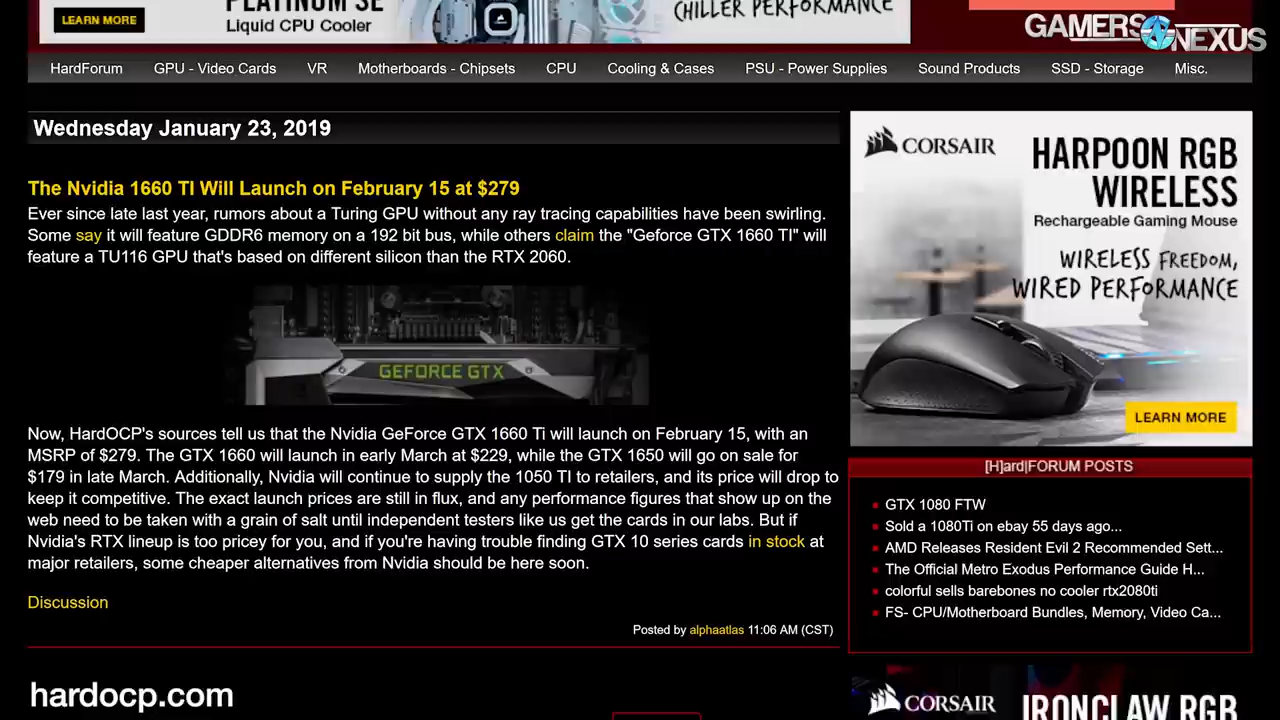 PLATINUM SE
Liquid CPU Cooler
LEARN MORE
CHILLER PERFORMANCE
GAMERS NEXUS
HardForum GPU - Video Cards VR Motherboards - Chipsets CPU Cooling & Cases PSU - Power Supplies Sound Products SSD - Storage Misc.
Wednesday January 23, 2019
The Nvidia 1660 TI Will Launch on February 15 at $279
Ever since late last year, rumors about a Turing GPU without any ray tracing capabilities have been swirling.
Some say it will feature GDDR6 memory on a 192 bit bus, while others claim the "Geforce GTX 1660 TI" will
feature a TU116 GPU that's based on different silicon than the RTX 2060.
GEFORCE GTX
Now, HardOCP's sources tell us that the Nvidia GeForce GTX 1660 Ti will launch on February 15, with an
MSRP of $279. The GTX 1660 will launch in early March at $229, while the GTX 1650 will go on sale for
$179 in late March. Additionally, Nvidia will continue to supply the 1050 TI to retailers, and its price will drop to
keep it competitive. The exact launch prices are still in flux, and any performance figures that show up on the
web need to be taken with a grain of salt until independent testers like us get the cards in our labs. But if
Nvidia's RTX lineup is too pricey for you, and if you're having trouble finding GTX 10 series cards in stock at
major retailers, some cheaper alternatives from Nvidia should be here soon.
Discussion
Posted by alphaatlas 11:06 AM (CST)
hardocp.com
CORSAIR
HARPOON RGB
WIRELESS
Rechargeable Gaming Mouse
WIRELESS FREEDOM,
WIRED PERFORMANCE
LEARN MORE
[H]ard|FORUM POSTS
GTX 1080 FTW
Sold a 1080Ti on ebay 55 days ago...
AMD Releases Resident Evil 2 Recommended Sett...
The Official Metro Exodus Performance Guide H...
colorful sells barebones no cooler rtx2080ti
FS- CPU/Motherboard Bundles, Memory, Video Ca...
CORSAIR
IRONCLAW RGB